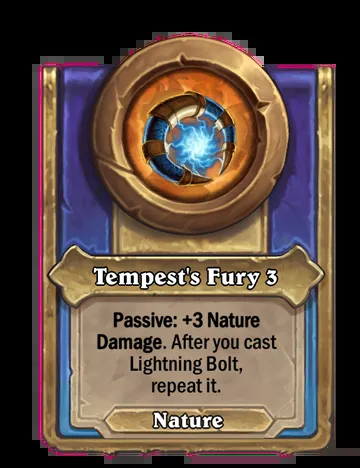 Tempest's Fury 3
Passive: +3 Nature
Damage. After you cast
Lightning Bolt,
repeat it.
Nature